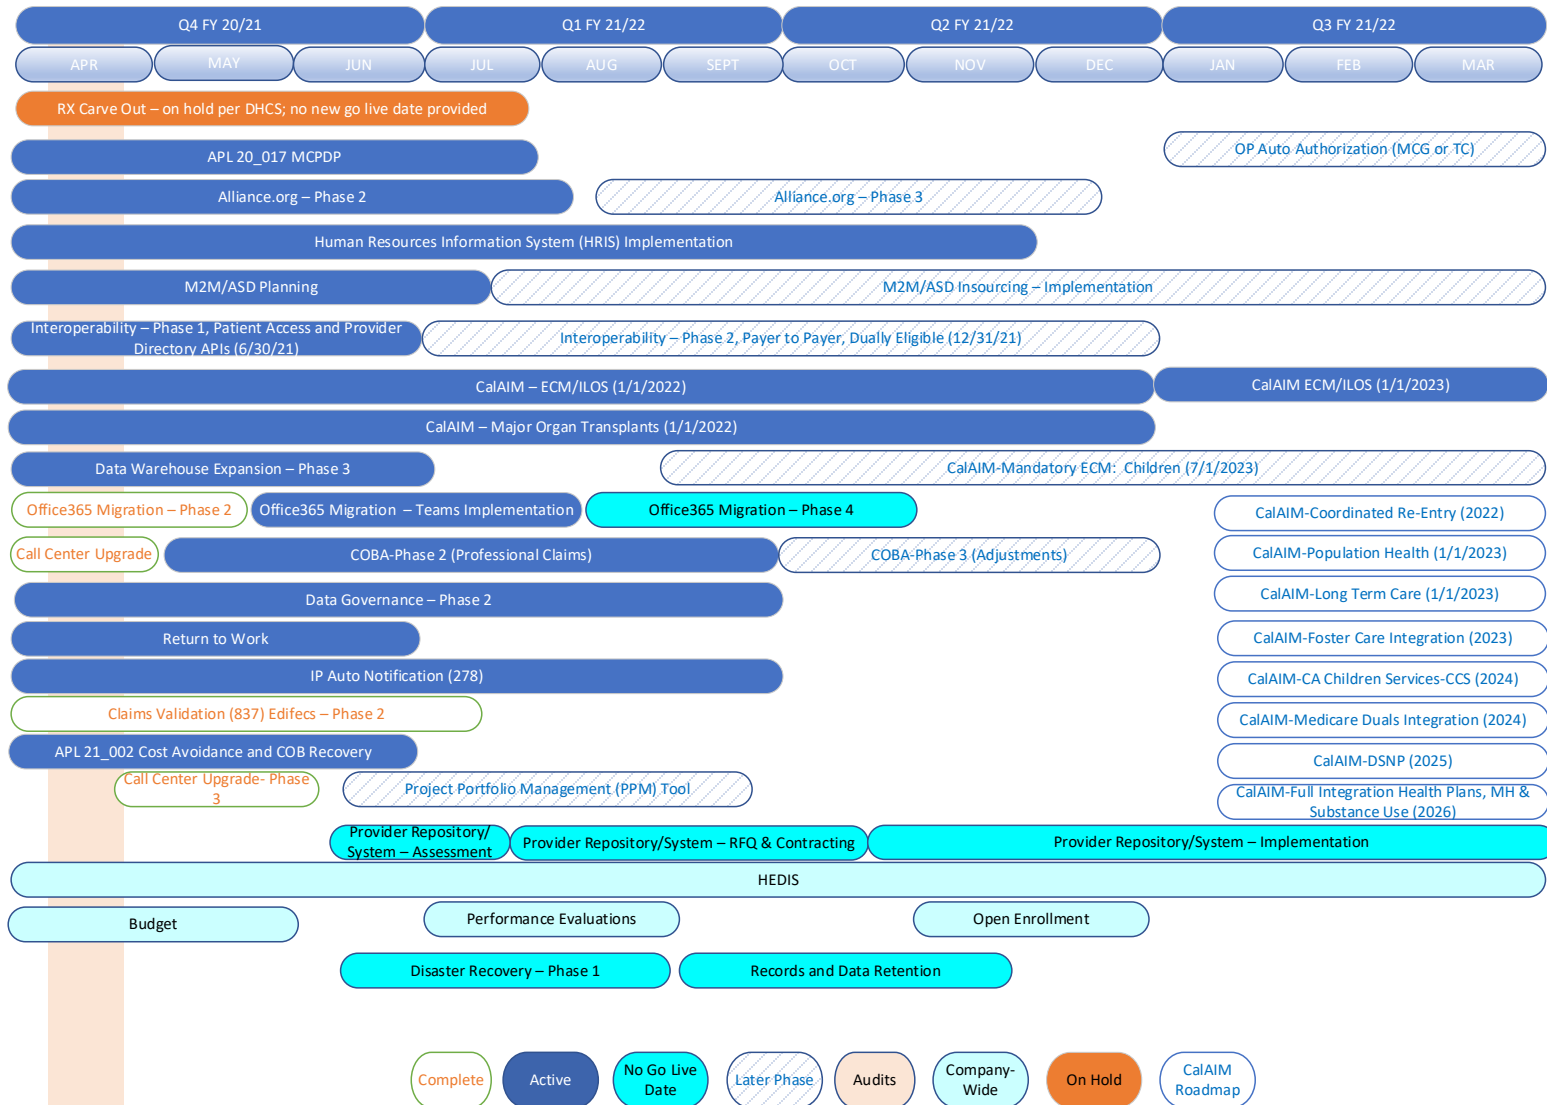 Q4 FY 20/21
Q1 FY 21/22
Q2 FY 21/22
Q3 FY 21/22
APR
MAY
JUN
JUL
AUG
SEPT
OCT
NOV
DEC
JAN
FEB
MAR
RX Carve Out – on hold per DHCS; no new go live date provided
APL 20_017 MCPDP
OP Auto Authorization (MCG or TC)
Alliance.org – Phase 2
Alliance.org – Phase 3
Human Resources Information System (HRIS) Implementation
M2M/ASD Planning
M2M/ASD Insourcing – Implementation
Interoperability – Phase 1, Patient Access and Provider
Directory APIs (6/30/21)
Interoperability – Phase 2, Payer to Payer, Dually Eligible (12/31/21)
CalAIM – ECM/ILOS (1/1/2022)
CalAIM ECM/ILOS (1/1/2023)
CalAIM – Major Organ Transplants (1/1/2022)
Data Warehouse Expansion – Phase 3
CalAIM-Mandatory ECM:  Children (7/1/2023)
Office365 Migration – Phase 2
Office365 Migration  – Teams Implementation
Office365 Migration – Phase 4
CalAIM-Coordinated Re-Entry (2022)
Call Center Upgrade
COBA-Phase 2 (Professional Claims)
COBA-Phase 3 (Adjustments)
CalAIM-Population Health (1/1/2023)
Data Governance – Phase 2
CalAIM-Long Term Care (1/1/2023)
Return to Work
CalAIM-Foster Care Integration (2023)
IP Auto Notification (278)
CalAIM-CA Children Services-CCS (2024)
Claims Validation (837) Edifecs – Phase 2
CalAIM-Medicare Duals Integration (2024)
APL 21_002 Cost Avoidance and COB Recovery
CalAIM-DSNP (2025)
Call Center Upgrade- Phase
3
Project Portfolio Management (PPM) Tool
CalAIM-Full Integration Health Plans, MH &
Substance Use (2026)
Provider Repository/
System – Assessment
Provider Repository/System – RFQ & Contracting
Provider Repository/System – Implementation
HEDIS
Budget
Performance Evaluations
Open Enrollment
Disaster Recovery – Phase 1
Records and Data Retention
Complete
Active
No Go Live
Date
Later Phase
Audits
Company-
Wide
On Hold
CalAIM
Roadmap